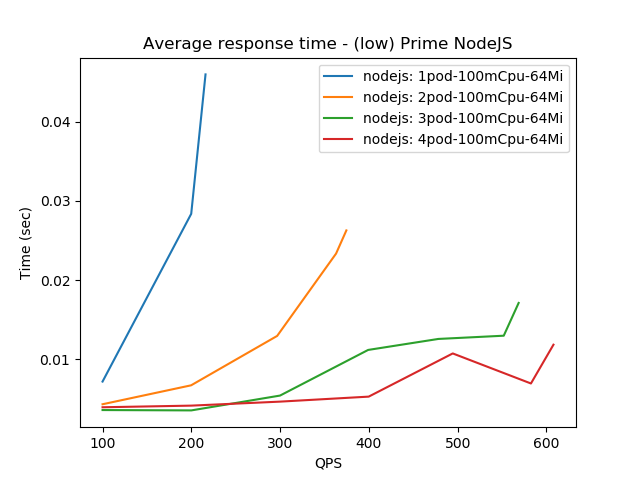 Average response time - (low) Prime NodeJS
nodejs: 1pod-100mCpu-64Mi
nodejs: 2pod-100mCpu-64Mi
nodejs: 3pod-100mCpu-64Mi
nodejs: 4pod-100mCpu-64Mi
0.04
0.03
0.02
0.01
Time (sec)
100 200 300 400 500 600
QPS